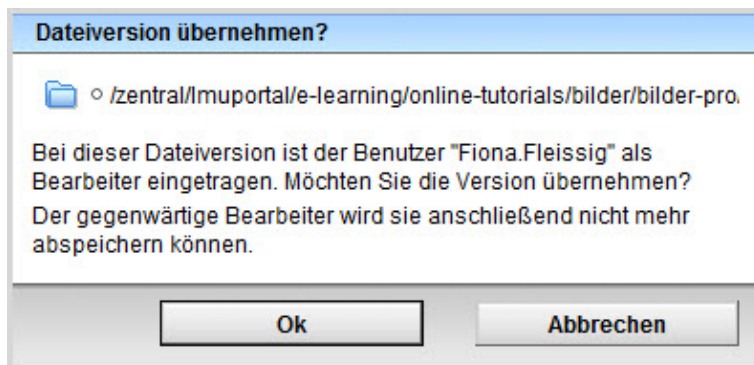 Dateiversion übernehmen?
/zentral/lmuportal/e-learning/online-tutorials/bilder/bilder-pro/
Bei dieser Dateiversion ist der Benutzer "Fiona.Fleissig" als
Bearbeiter eingetragen. Möchten Sie die Version übernehmen?
Der gegenwärtige Bearbeiter wird sie anschließend nicht mehr
abspeichern können.
Ok
Abbrechen